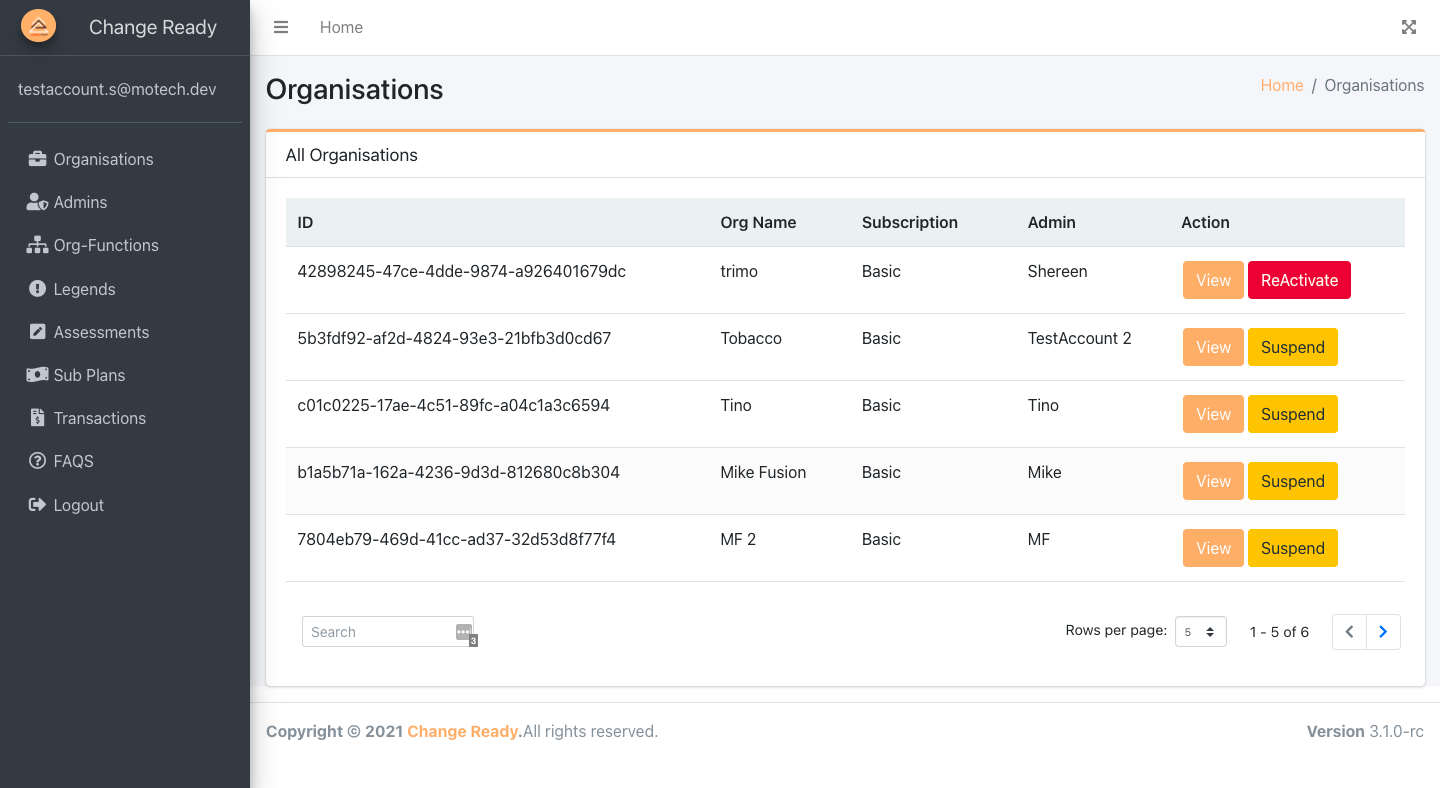 Change Ready
Home
testaccount.s@motech.dev
Organisations
Admins
Org-Functions
Legends
Assessments
Sub Plans
Transactions
FAQS
Logout
Organisations
Home / Organisations
All Organisations
ID Org Name Subscription Admin Action
42898245-47ce-4dde-9874-a926401679dc trimo Basic Shereen View ReActivate
5b3fdf92-af2d-4824-93e3-21bfb3d0cd67 Tobacco Basic TestAccount 2 View Suspend
c01c0225-17ae-4c51-89fc-a04c1a3c6594 Tino Basic Tino View Suspend
b1a5b71a-162a-4236-9d3d-812680c8b304 Mike Fusion Basic Mike View Suspend
7804eb79-469d-41cc-ad37-32d53d8f77f4 MF 2 Basic MF View Suspend
Search 3 Rows per page: 5 1 - 5 of 6
Copyright © 2021 Change Ready.All rights reserved. Version 3.1.0-rc